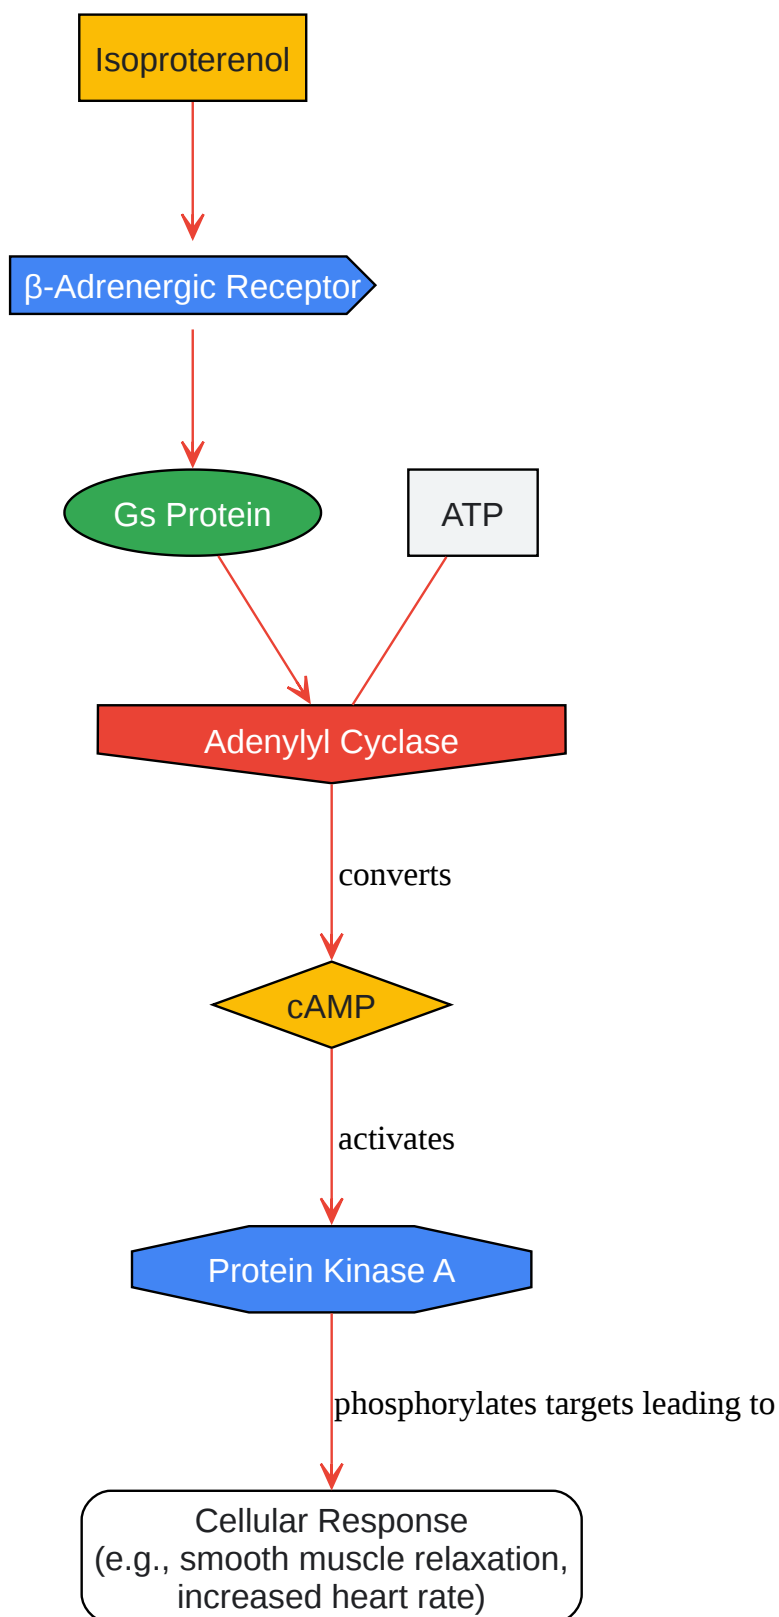 Isoproterenol
β-Adrenergic Receptor
Gs Protein
ATP
Adenylyl Cyclase
converts
cAMP
activates
Protein Kinase A
phosphorylates targets leading to
Cellular Response
(e.g., smooth muscle relaxation,
increased heart rate)